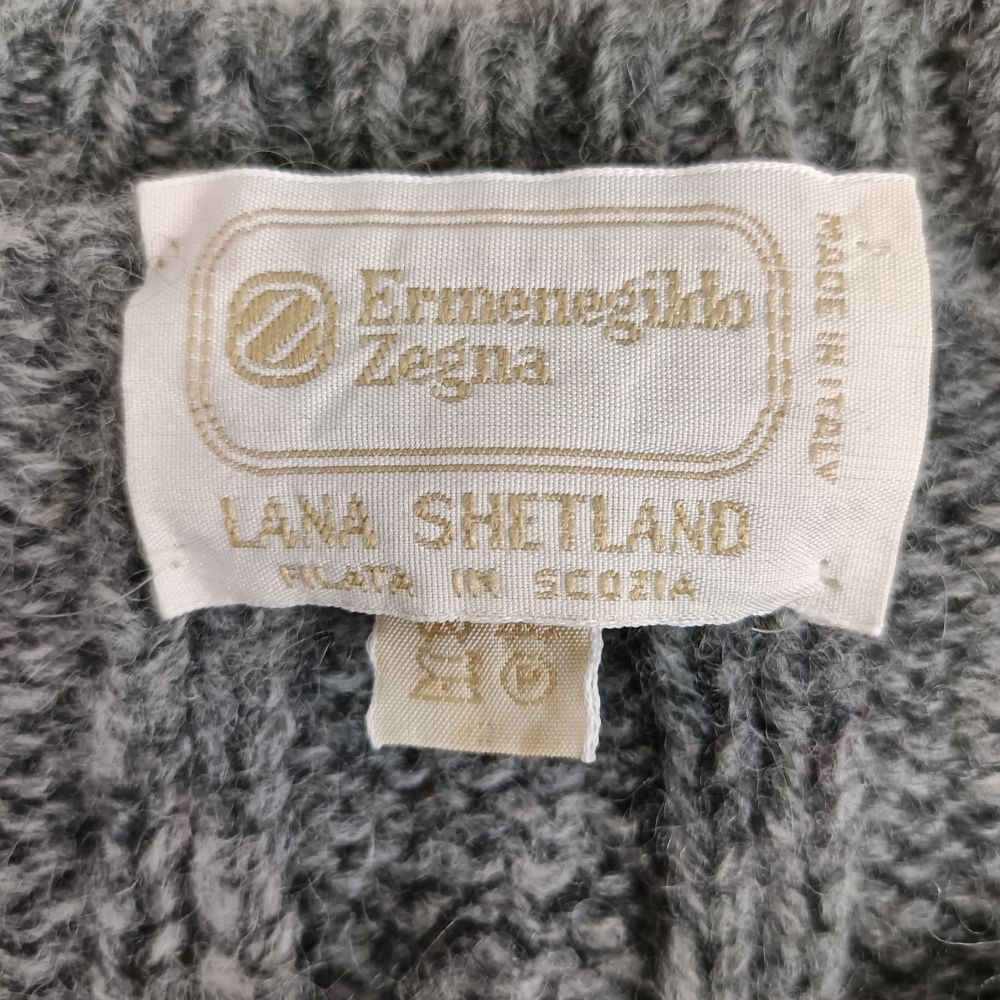 Ermenegildo
Zegna
MADE IN ITALY
LANA SHETLAND
FILATA IN SCOZIA